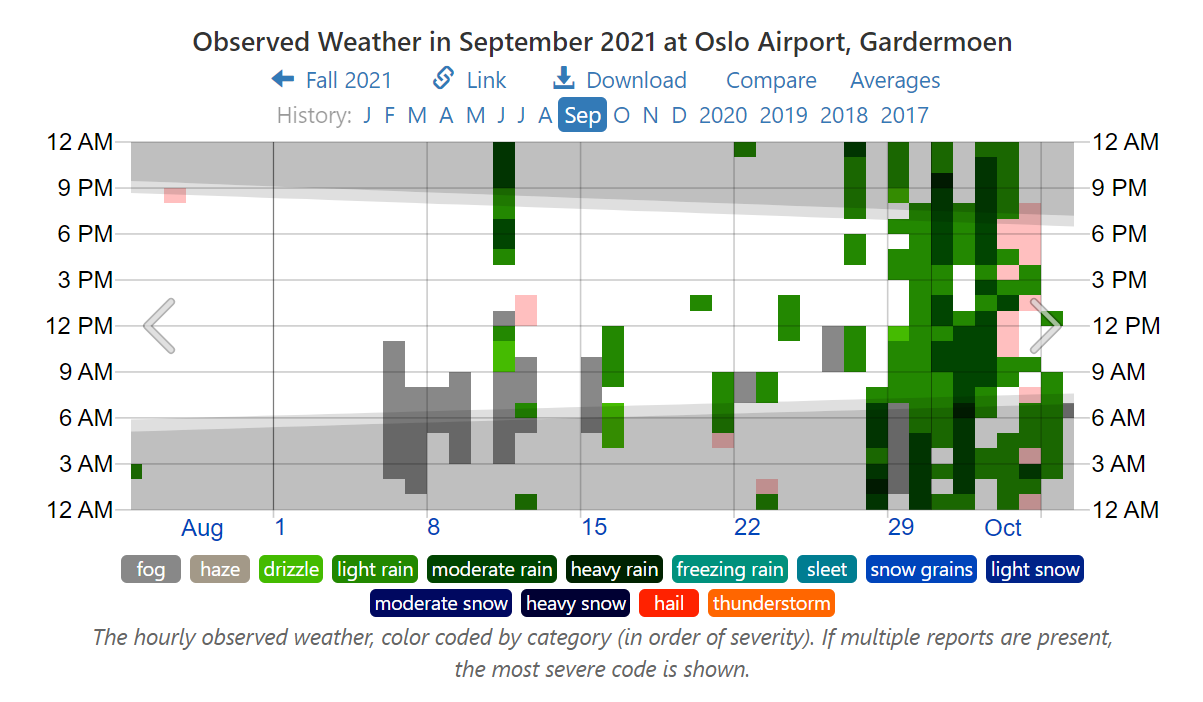 Observed Weather in September 2021 at Oslo Airport, Gardermoen
Fall 2021 Link Download Compare Averages
History: J F M A M J J A Sep O N D 2020 2019 2018 2017
12 AM 12 AM
9 PM 9 PM
6 PM 6 PM
3 PM 3 PM
12 PM 12 PM
9 AM 9 AM
6 AM 6 AM
3 AM 3 AM
12 AM 12 AM
Aug 1 8 15 22 29 Oct
fog haze drizzle light rain moderate rain heavy rain freezing rain sleet snow grains light snow
moderate snow heavy snow hail thunderstorm
The hourly observed weather, color coded by category (in order of severity). If multiple reports are present,
the most severe code is shown.